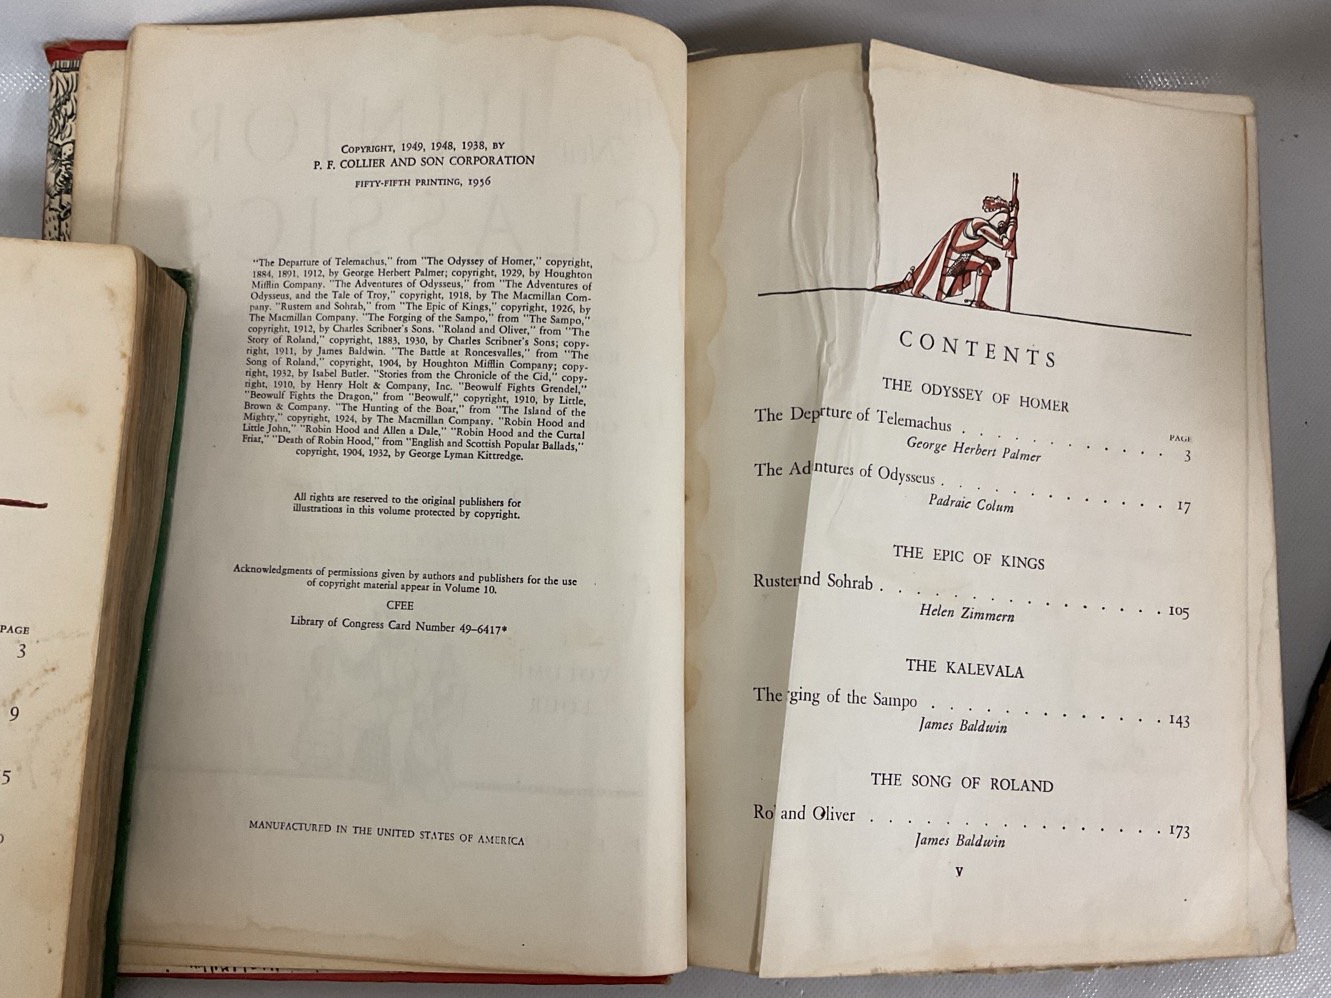 COPYRIGHT, 1949, 1948, 1938, BY
P. F. COLLIER AND SON CORPORATION
FIFTY-FIFTH PRINTING, 1956
"The Departure of Telemachus," from "The Odyssey of Homer," copyright,
1884, 1891, 1912, by George Herbert Palmer; copyright, 1929, by Houghton
Mifflin Company. "The Adventures of Odysseus," from "The Adventures of
Odysseus, and the Tale of Troy," copyright, 1918, by The Macmillan Com-
pany. "Rustem and Sohrab," from "The Epic of Kings," copyright, 1926, by
The Macmillan Company. "The Forging of the Sampo," from "The Sampo,"
copyright, 1912, by Charles Scribner's Sons. "Roland and Oliver," from "The
Story of Roland," copyright, 1883, 1930, by Charles Scribner's Sons; copy-
right, 1911, by James Baldwin. "The Battle at Roncesvalles," from "The
Song of Roland," copyright, 1904, by Houghton Mifflin Company; copy-
right, 1932, by Isabel Butler. "Stories from the Chronicle of the Cid," copy-
right, 1910, by Henry Holt & Company, Inc. "Beowulf Fights Grendel,"
"Beowulf Fights the Dragon," from "Beowulf," copyright, 1910, by Little,
Brown & Company. "The Hunting of the Boar," from "The Island of the
Mighty," copyright, 1924, by The Macmillan Company. "Robin Hood and
Little John," "Robin Hood and Allen a Dale," "Robin Hood and the Curtal
Friar," "Death of Robin Hood," from "English and Scottish Popular Ballads,"
copyright, 1904, 1932, by George Lyman Kittredge.
All rights are reserved to the original publishers for
illustrations in this volume protected by copyright.
Acknowledgments of permissions given by authors and publishers for the use
of copyright material appear in Volume 10.
CFEE
Library of Congress Card Number 49-6417*
MANUFACTURED IN THE UNITED STATES OF AMERICA
PAGE
3
9
5
CONTENTS
THE ODYSSEY OF HOMER
PAGE
The Deprture of Telemachus . . . . . . . . . . 3
George Herbert Palmer
The Adntures of Odysseus . . . . . . . . . . . 17
Padraic Colum
THE EPIC OF KINGS
Rusterand Sohrab . . . . . . . . . . . . . . 105
Helen Zimmern
THE KALEVALA
The rging of the Sampo . . . . . . . . . . . . 143
James Baldwin
THE SONG OF ROLAND
Rol and Oliver . . . . . . . . . . . . . . . 173
James Baldwin
v